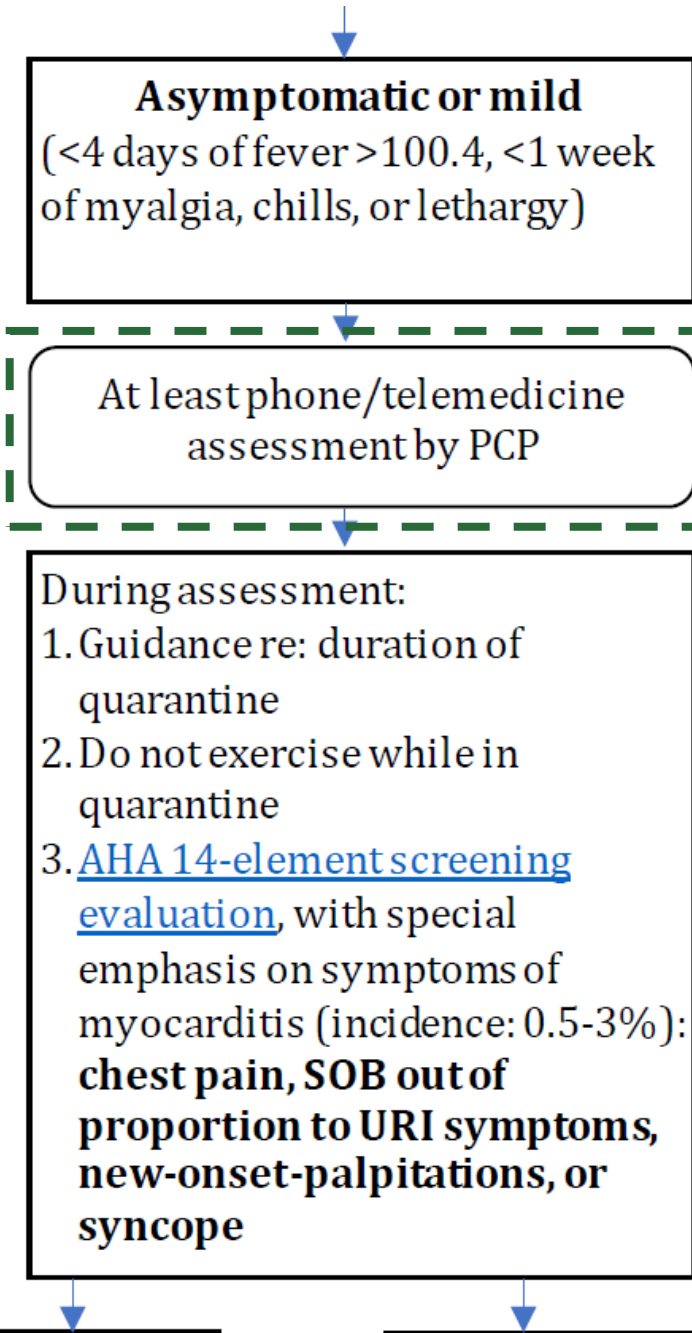 Asymptomatic or mild
(<4 days of fever >100.4, <1 week
of myalgia, chills, or lethargy)
At least phone/telemedicine
assessment by PCP
During assessment:
1. Guidance re: duration of
quarantine
2. Do not exercise while in
quarantine
3. AHA 14-element screening
evaluation, with special
emphasis on symptoms of
myocarditis (incidence: 0.5-3%):
chest pain, SOB out of
proportion to URI symptoms,
new-onset-palpitations, or
syncope